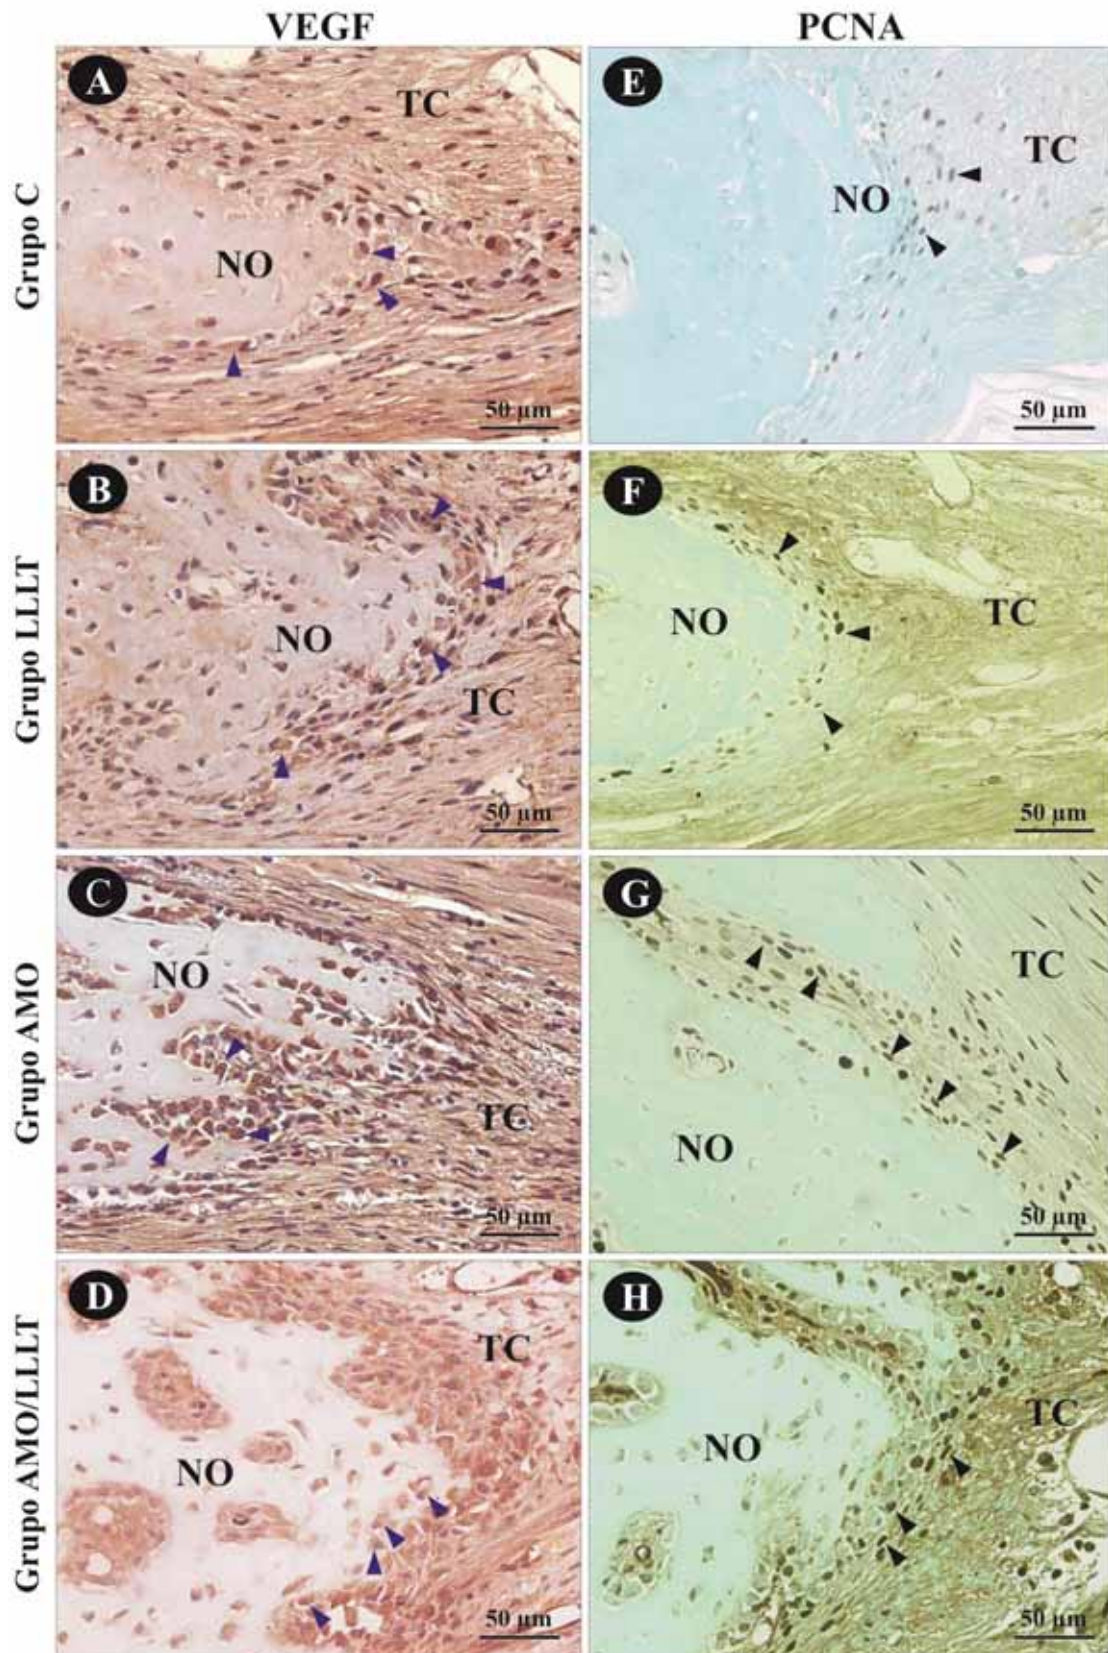 VEGF PCNA
Grupo C
A
TC
NO
50 µm
E
TC
NO
50 µm
Grupo LLLT
B
NO
TC
50 µm
F
NO
TC
50 µm
Grupo AMO
C
NO
TC
50 µm
G
TC
NO
50 µm
Grupo AMO/LLLT
D
TC
NO
50 µm
H
TC
NO
50 µm